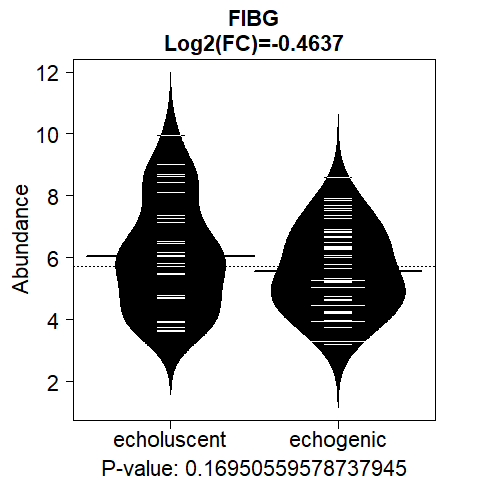 FIBG
Log2(FC)=-0.4637
Abundance
12
10
8
6
4
2
echoluscent echogenic
P-value: 0.16950559578737945